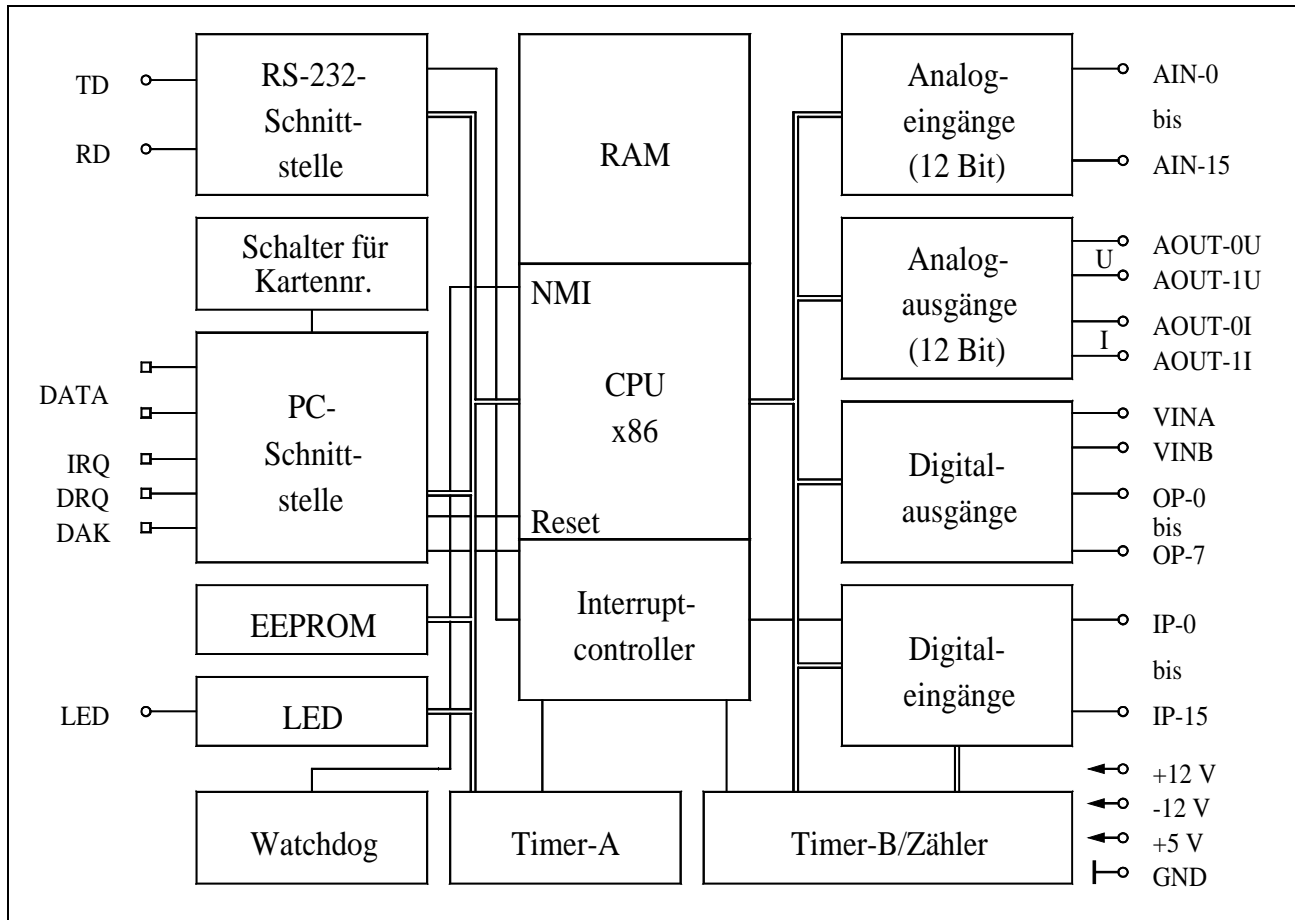 TD
RD
RS-232-
Schnitt-
stelle
Schalter für
Kartennr.
DATA
IRQ
DRQ
DAK
PC-
Schnitt-
stelle
EEPROM
LED
LED
Watchdog
RAM
NMI
CPU
x86
Reset
Interrupt-
controller
Timer-A
Timer-B/Zähler
Analog-
eingänge
(12 Bit)
AIN-0
bis
AIN-15
Analog-
ausgänge
(12 Bit)
U
I
AOUT-0U
AOUT-1U
AOUT-0I
AOUT-1I
Digital-
ausgänge
VINA
VINB
OP-0
bis
OP-7
Digital-
eingänge
IP-0
bis
IP-15
+12 V
-12 V
+5 V
GND